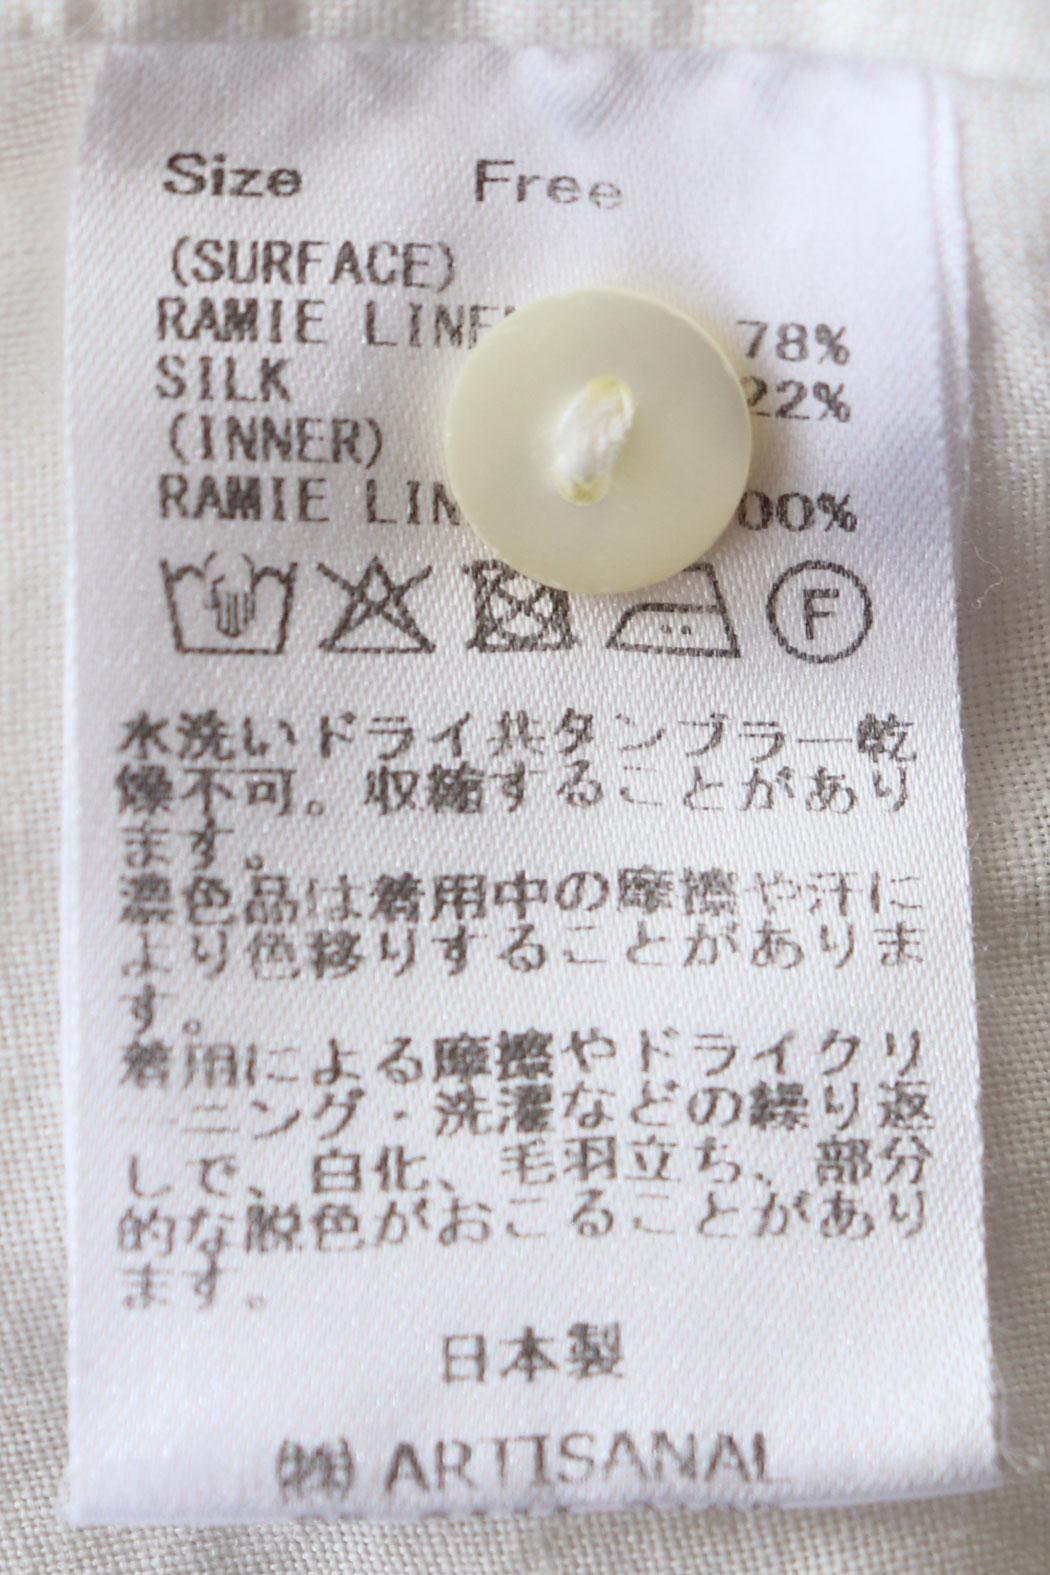 Size Free
(SURFACE)
RAMIE 78%
SILK 22%
(INNER)
RAMIE
F
水洗いドライ共タンブラー乾
燥不可。収縮することがあり
ます。
濃色品は着用中の摩擦や汗に
より色移りすることがありま
す。
着用による摩擦やドライクリ
ーニング・洗濯などの繰り返
しで、白化、毛羽立ち、部分
的な脱色がおこることがあり
ます。
日本製
㈱ ARTISANAL